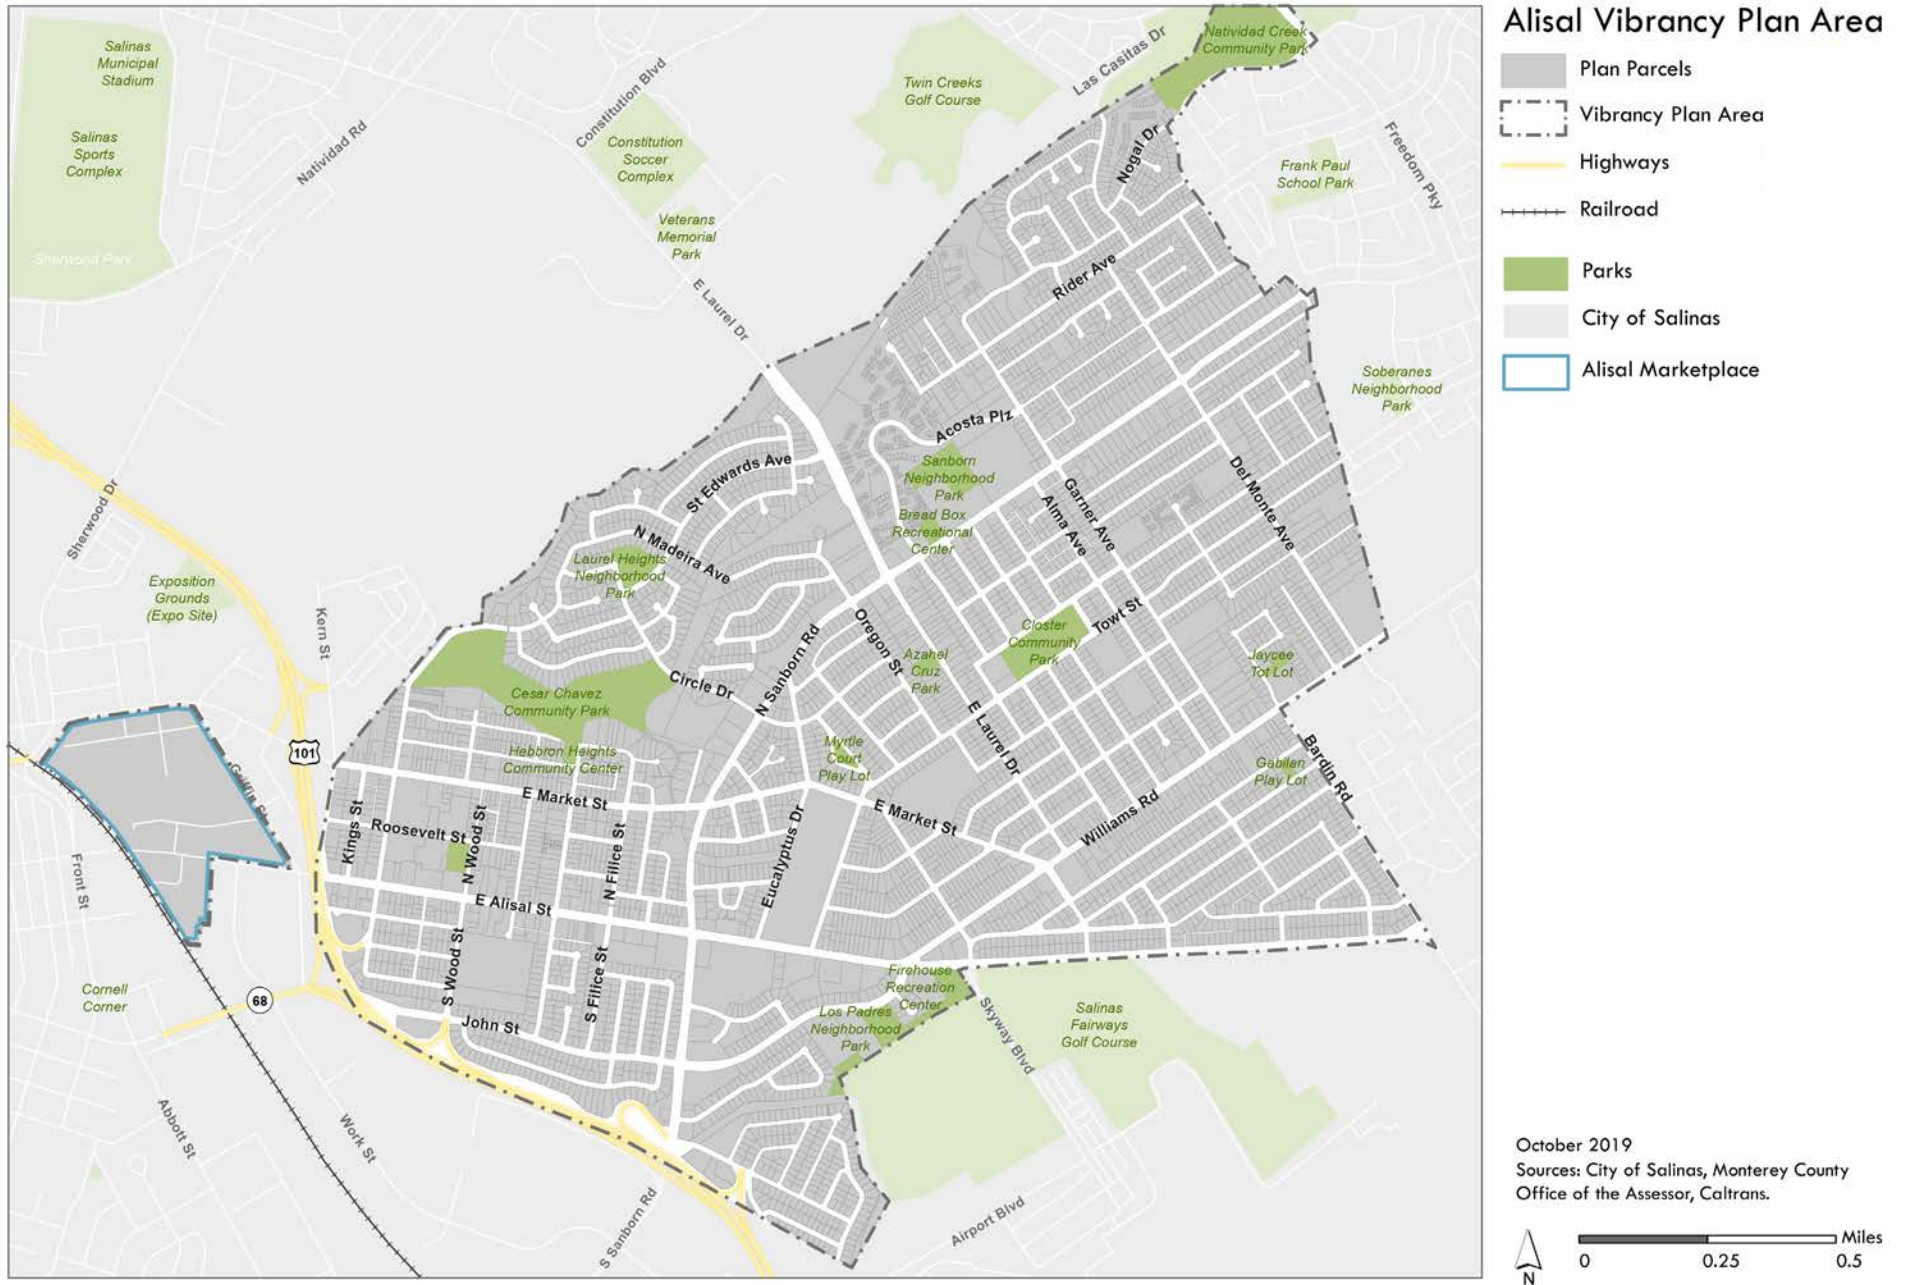 Alisal Vibrancy Plan Area
Plan Parcels
Vibrancy Plan Area
Highways
Railroad
Parks
City of Salinas
Alisal Marketplace
Salinas
Municipal
Stadium
Salinas
Sports
Complex
Sherwood Park
Natividad Rd
Constitution Blvd
Constitution
Soccer
Complex
Veterans
Memorial
Park
E Laurel Dr
Twin Creeks
Golf Course
Las Casitas Dr
Natividad Creek
Community Park
Nogal Dr
Frank Paul
School Park
Freedom Pky
Rider Ave
Soberanes
Neighborhood
Park
Acosta Plz
Sanborn
Neighborhood
Park
Bread Box
Recreational
Center
St Edwards Ave
N Madeira Ave
Laurel Heights
Neighborhood
Park
Garner Ave
Alma Ave
Del Monte Ave
Sherwood Dr
Exposition
Grounds
(Expo Site)
Kern St
Oregon St
N Sanborn Rd
Closter
Community
Park
Towt St
Azahel
Cruz
Park
Jaycee
Tot Lot
Circle Dr
Cesar Chavez
Community Park
Hebbron Heights
Community Center
Myrtle
Court
Play Lot
E Laurel Dr
Gabilan
Play Lot
Bardin Rd
101
Griffin St
E Market St
E Market St
Williams Rd
Kings St
Roosevelt St
N Wood St
N Filice St
Eucalyptus Dr
Front St
E Alisal St
S Wood St
S Filice St
John St
Cornell
Corner
68
Firehouse
Recreation
Center
Los Padres
Neighborhood
Park
Skyway Blvd
Salinas
Fairways
Golf Course
Abbott St
Work St
S Sanborn Rd
Airport Blvd
October 2019
Sources: City of Salinas, Monterey County
Office of the Assessor, Caltrans.
N
Miles
0 0.25 0.5